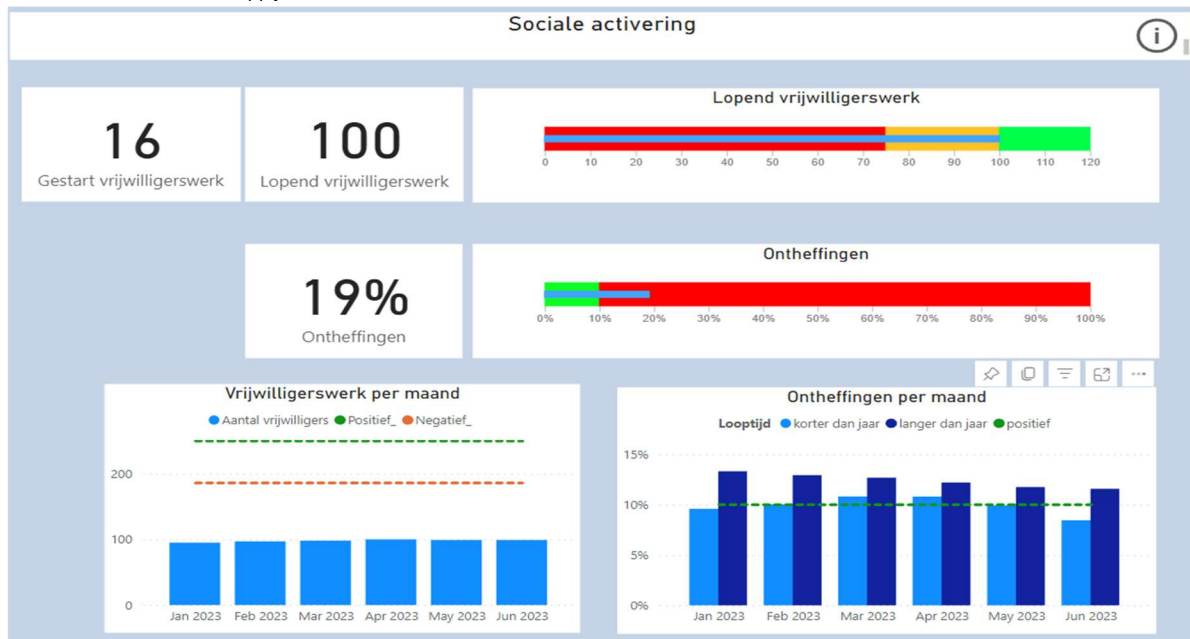 Sociale activering
i
16
Gestart vrijwilligerswerk
100
Lopend vrijwilligerswerk
Lopend vrijwilligerswerk
0 10 20 30 40 50 60 70 80 90 100 110 120
19%
Ontheffingen
Ontheffingen
0% 10% 20% 30% 40% 50% 60% 70% 80% 90% 100%
Vrijwilligerswerk per maand
Aantal vrijwilligers Positief_ Negatief_
200
100
0
Jan 2023 Feb 2023 Mar 2023 Apr 2023 May 2023 Jun 2023
Ontheffingen per maand
Looptijd korter dan jaar langer dan jaar positief
15%
10%
5%
0%
Jan 2023 Feb 2023 Mar 2023 Apr 2023 May 2023 Jun 2023